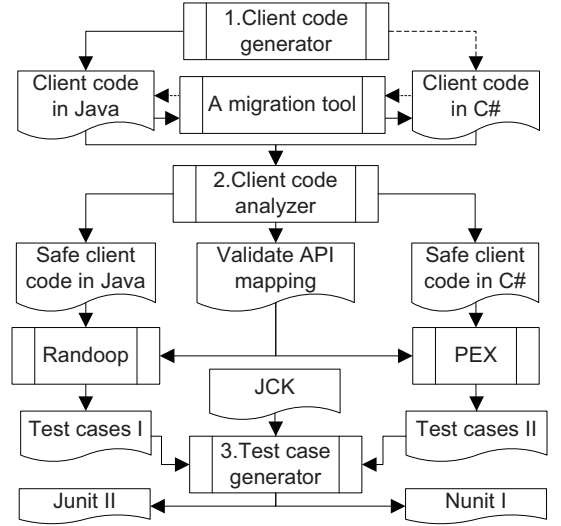 1.Client code
generator
Client code
in Java
A migration tool
Client code
in C#
2.Client code
analyzer
Safe client
code in Java
Validate API
mapping
Safe client
code in C#
Randoop
PEX
JCK
Test cases I
Test cases II
3.Test case
generator
Junit II
Nunit I